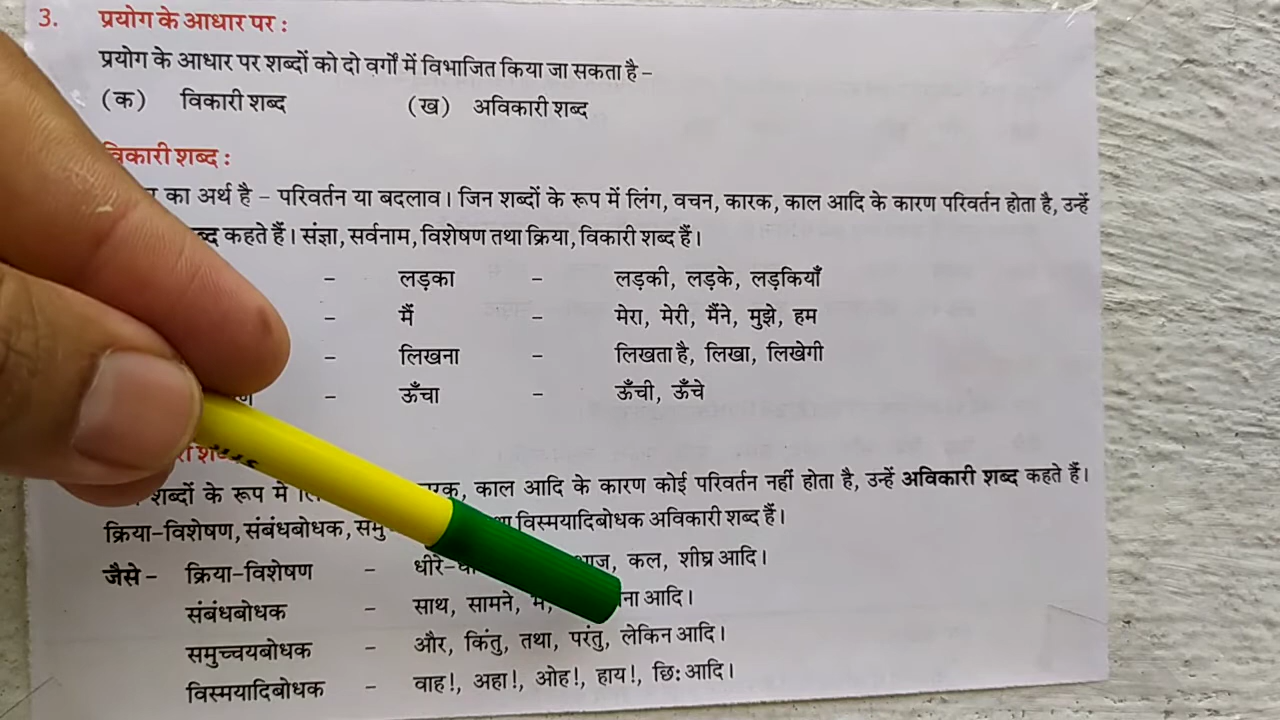 3. प्रयोग के आधार पर :
प्रयोग के आधार पर शब्दों को दो वर्गों में विभाजित किया जा सकता है –
(क) विकारी शब्द (ख) अविकारी शब्द
विकारी शब्द :
का अर्थ है – परिवर्तन या बदलाव। जिन शब्दों के रूप में लिंग, वचन, कारक, काल आदि के कारण परिवर्तन होता है, उन्हें
कहते हैं। संज्ञा, सर्वनाम, विशेषण तथा क्रिया, विकारी शब्द हैं।
– लड़का – लड़की, लड़के, लड़कियाँ
– मैं – मेरा, मेरी, मैंने, मुझे, हम
– लिखना – लिखता है, लिखा, लिखेगी
– ऊँचा – ऊँची, ऊँचे
शब्दों के रूप में काल आदि के कारण कोई परिवर्तन नहीं होता है, उन्हें अविकारी शब्द कहते हैं।
क्रिया-विशेषण, संबंधबोधक, विस्मयादिबोधक अविकारी शब्द हैं।
जैसे – क्रिया-विशेषण – कल, शीघ्र आदि।
संबंधबोधक – साथ, सामने, आदि।
समुच्चयबोधक – और, किंतु, तथा, परंतु, लेकिन आदि।
विस्मयादिबोधक – वाह!, अहा!, ओह!, हाय!, छि: आदि।